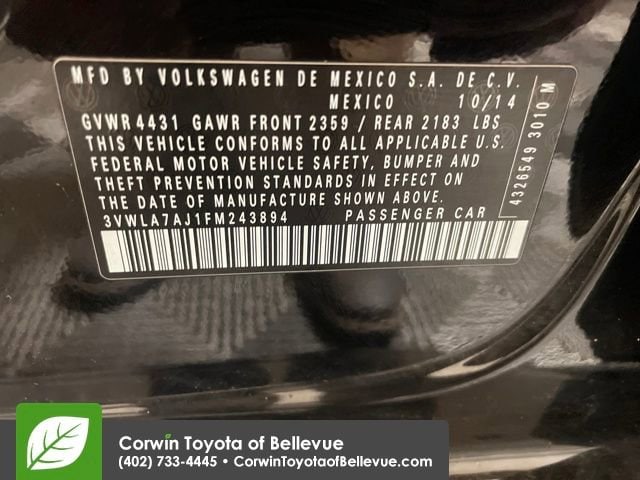 MFD BY VOLKSWAGEN DE MEXICO S.A. DE C.V.
MEXICO 10/14
GVWR 4431 GAWR FRONT 2359 / REAR 2183 LBS
THIS VEHICLE CONFORMS TO ALL APPLICABLE U.S.
FEDERAL MOTOR VEHICLE SAFETY, BUMPER AND
THEFT PREVENTION STANDARDS IN EFFECT ON
THE DATE OF MANUFACTURE SHOWN ABOVE.
3VWLA7AJ1FM243894 PASSENGER CAR
4326549 3010 M
Corwin Toyota of Bellevue
(402) 733-4445 • CorwinToyotaofBellevue.com